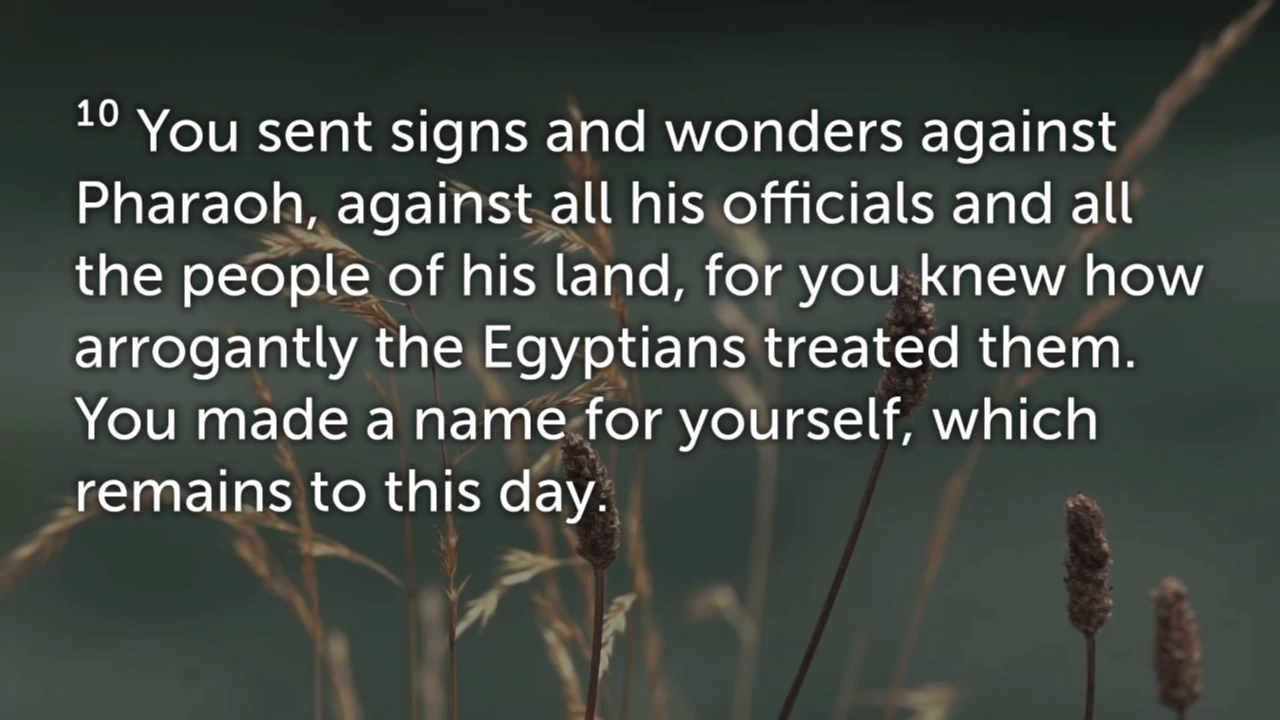 10 You sent signs and wonders against
Pharaoh, against all his officials and all
the people of his land, for you knew how
arrogantly the Egyptians treated them.
You made a name for yourself, which
remains to this day.